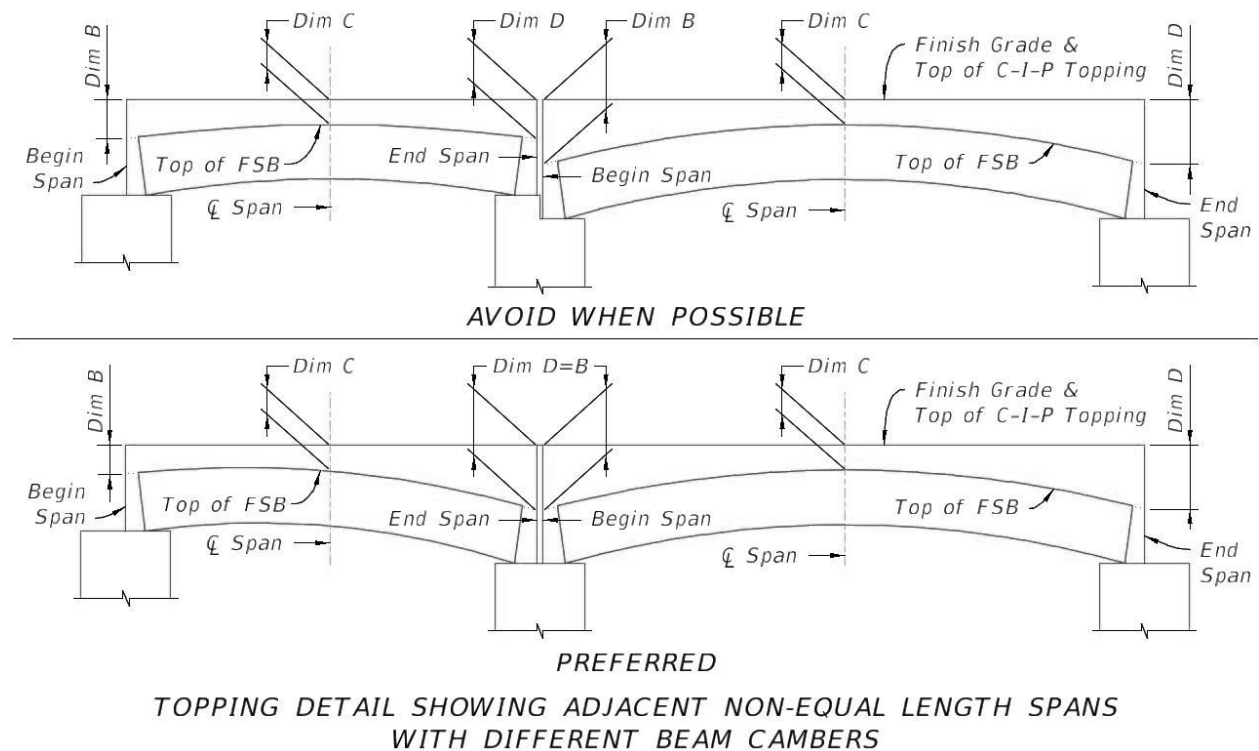 Dim C
Dim D
Dim B
Dim C
Dim B
Finish Grade &
Top of C-I-P Topping
Dim D
Begin
Span
Top of FSB
End Span
Begin Span
Top of FSB
℄ Span
℄ Span
End
Span
AVOID WHEN POSSIBLE
Dim C
Dim D=B
Dim C
Dim B
Finish Grade &
Top of C-I-P Topping
Dim D
Begin
Span
Top of FSB
End Span
Begin Span
Top of FSB
℄ Span
℄ Span
End
Span
PREFERRED
TOPPING DETAIL SHOWING ADJACENT NON-EQUAL LENGTH SPANS
WITH DIFFERENT BEAM CAMBERS